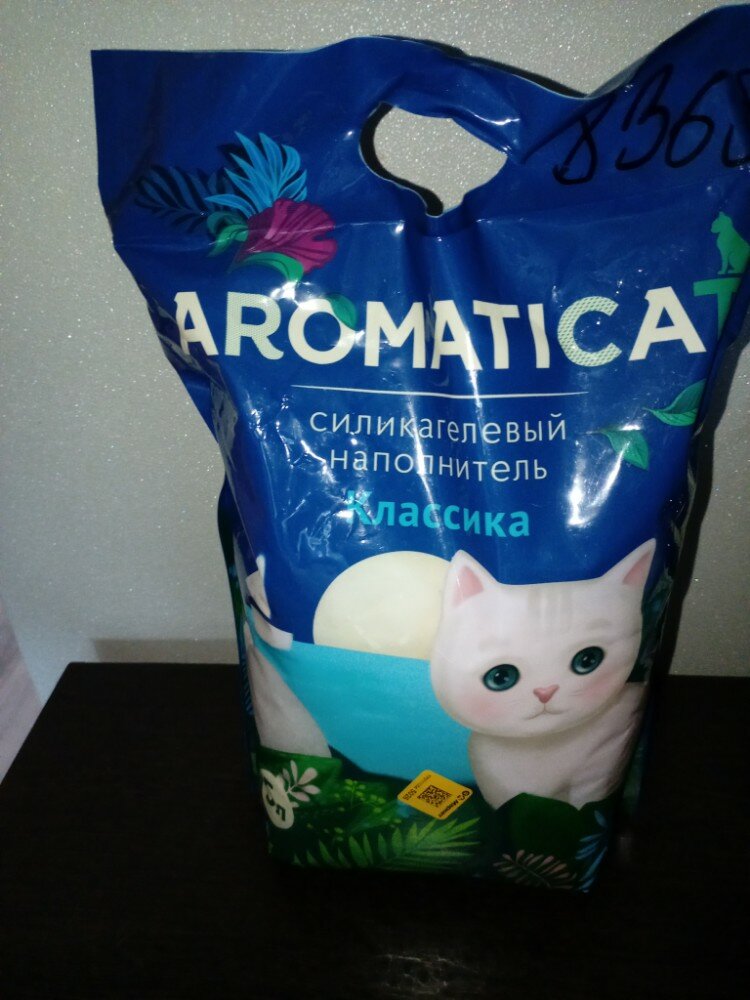 AROMATICAT
силикагелевый
наполнитель
Классика